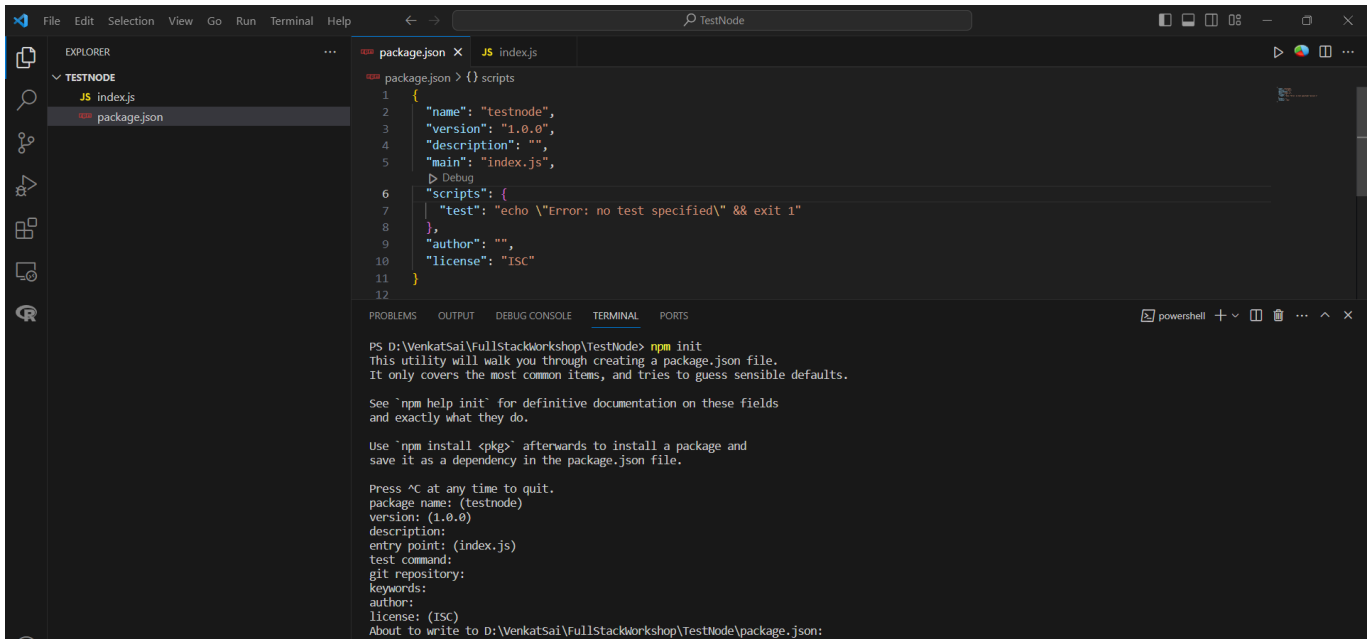 File Edit Selection View Go Run Terminal Help
TestNode
EXPLORER
TESTNODE
JS index.js
package.json
package.json
JS index.js
package.json > {} scripts
1 {
2 "name": "testnode",
3 "version": "1.0.0",
4 "description": "",
5 "main": "index.js",
Debug
6 "scripts": {
7 "test": "echo \"Error: no test specified\" && exit 1"
8 },
9 "author": "",
10 "license": "ISC"
11 }
12
PROBLEMS OUTPUT DEBUG CONSOLE TERMINAL PORTS
powershell
PS D:\VenkatSai\FullStackWorkshop\TestNode> npm init
This utility will walk you through creating a package.json file.
It only covers the most common items, and tries to guess sensible defaults.
See `npm help init` for definitive documentation on these fields
and exactly what they do.
Use `npm install <pkg>` afterwards to install a package and
save it as a dependency in the package.json file.
Press ^C at any time to quit.
package name: (testnode)
version: (1.0.0)
description:
entry point: (index.js)
test command:
git repository:
keywords:
author:
license: (ISC)
About to write to D:\VenkatSai\FullStackWorkshop\TestNode\package.json: